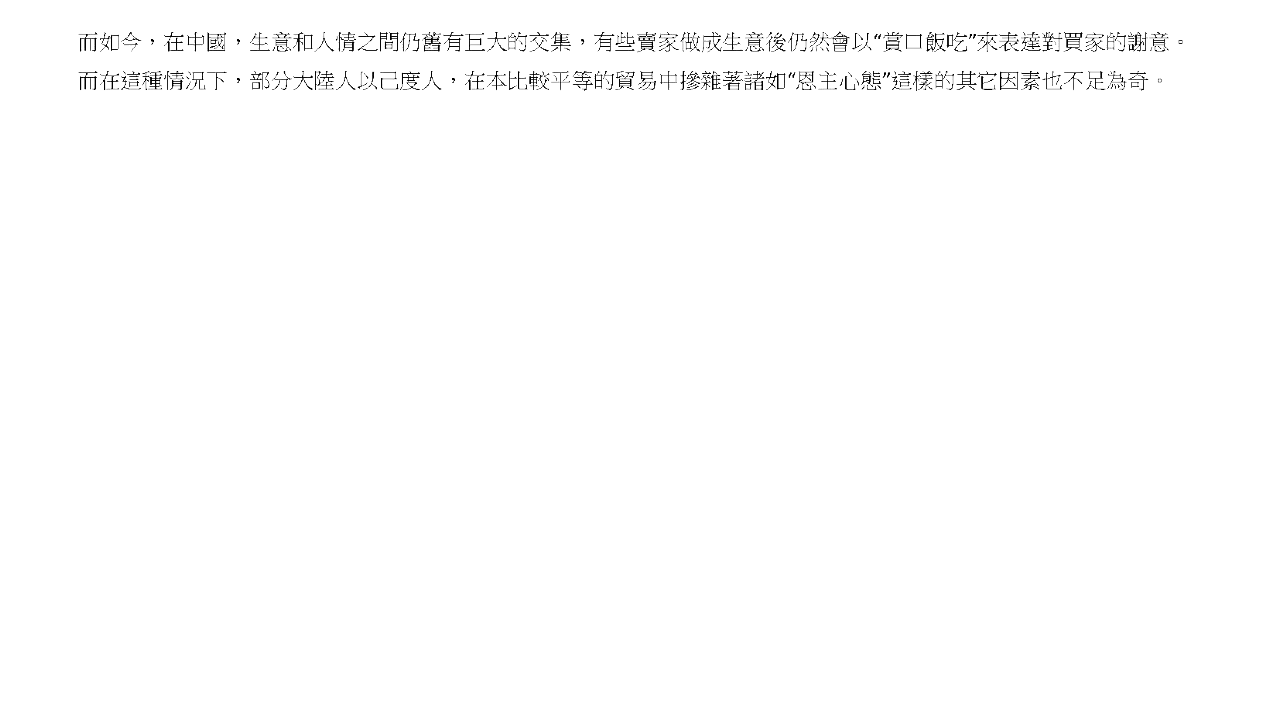 而如今，在中國，生意和人情之間仍舊有巨大的交集，有些賣家做成生意後仍然會以“賞口飯吃”來表達對買家的謝意。
而在這種情況下，部分大陸人以己度人，在本比較平等的貿易中摻雜著諸如“恩主心態”這樣的其它因素也不足為奇。